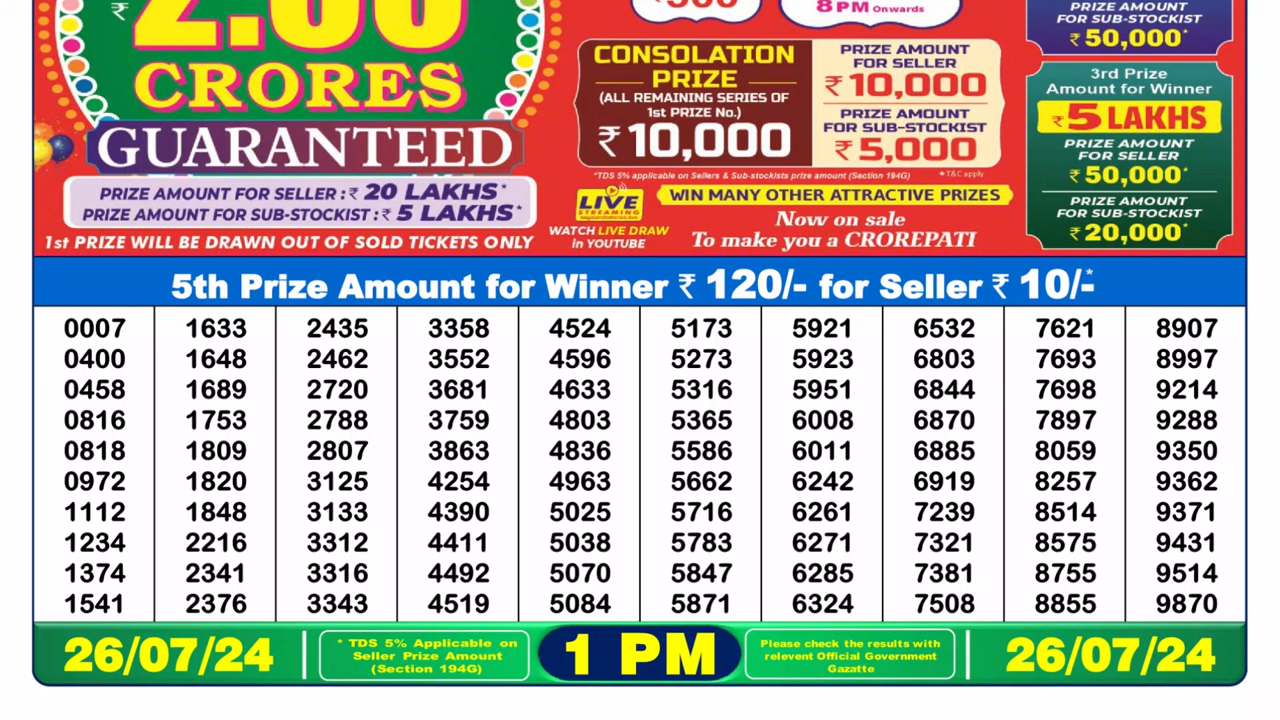 ₹ 2.00
CRORES
GUARANTEED
PRIZE AMOUNT FOR SELLER : ₹ 20 LAKHS*
PRIZE AMOUNT FOR SUB-STOCKIST : ₹ 5 LAKHS*
1st PRIZE WILL BE DRAWN OUT OF SOLD TICKETS ONLY
8 PM Onwards
CONSOLATION
PRIZE
(ALL REMAINING SERIES OF
1st PRIZE No.)
₹ 10,000
PRIZE AMOUNT
FOR SELLER
₹ 10,000
PRIZE AMOUNT
FOR SUB-STOCKIST
₹ 5,000
*TDS 5% applicable on Sellers & Sub-stockists prize amount (Section 194G)
★T&C apply
LIVE
STREAMING
WATCH LIVE DRAW
in YOUTUBE
WIN MANY OTHER ATTRACTIVE PRIZES
Now on sale
To make you a CROREPATI
PRIZE AMOUNT
FOR SUB-STOCKIST
₹ 50,000*
3rd Prize
Amount for Winner
₹ 5 LAKHS
PRIZE AMOUNT
FOR SELLER
₹ 50,000*
PRIZE AMOUNT
FOR SUB-STOCKIST
₹ 20,000*
5th Prize Amount for Winner ₹ 120/- for Seller ₹ 10/-*
0007 1633 2435 3358 4524 5173 5921 6532 7621 8907
0400 1648 2462 3552 4596 5273 5923 6803 7693 8997
0458 1689 2720 3681 4633 5316 5951 6844 7698 9214
0816 1753 2788 3759 4803 5365 6008 6870 7897 9288
0818 1809 2807 3863 4836 5586 6011 6885 8059 9350
0972 1820 3125 4254 4963 5662 6242 6919 8257 9362
1112 1848 3133 4390 5025 5716 6261 7239 8514 9371
1234 2216 3312 4411 5038 5783 6271 7321 8575 9431
1374 2341 3316 4492 5070 5847 6285 7381 8755 9514
1541 2376 3343 4519 5084 5871 6324 7508 8855 9870
26/07/24
* TDS 5% Applicable on
Seller Prize Amount
(Section 194G)
1 PM
Please check the results with
relevent Official Government
Gazatte
26/07/24